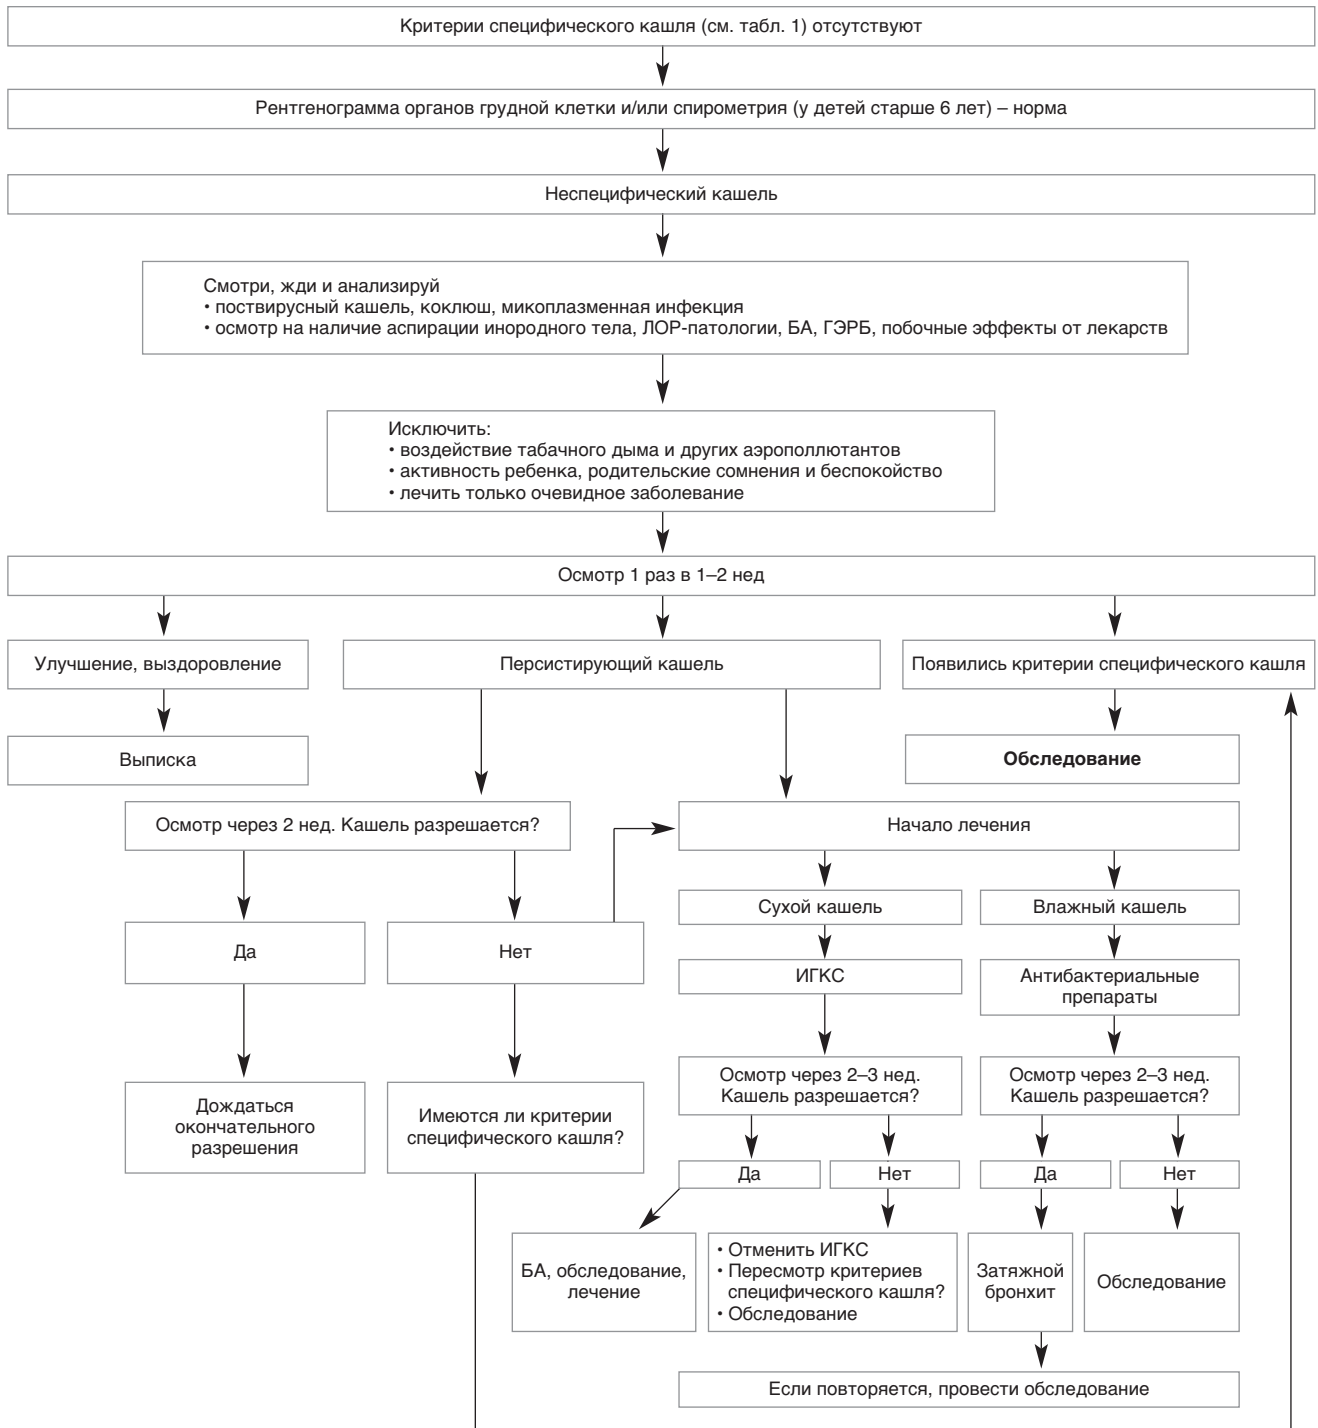 Критерии специфического кашля (см. табл. 1) отсутствуют
Рентгенограмма органов грудной клетки и/или спирометрия (у детей старше 6 лет) – норма
Неспецифический кашель
Смотри, жди и анализируй
• поствирусный кашель, коклюш, микоплазменная инфекция
• осмотр на наличие аспирации инородного тела, ЛОР-патологии, БА, ГЭРБ, побочные эффекты от лекарств
Исключить:
• воздействие табачного дыма и других аэрополлютантов
• активность ребенка, родительские сомнения и беспокойство
• лечить только очевидное заболевание
Осмотр 1 раз в 1–2 нед
Улучшение, выздоровление
Персистирующий кашель
Появились критерии специфического кашля
Выписка
Обследование
Осмотр через 2 нед. Кашель разрешается?
Начало лечения
Сухой кашель
Влажный кашель
Да
Нет
ИГКС
Антибактериальные
препараты
Осмотр через 2–3 нед.
Кашель разрешается?
Осмотр через 2–3 нед.
Кашель разрешается?
Дождаться
окончательного
разрешения
Имеются ли критерии
специфического кашля?
Да
Нет
Да
Нет
БА, обследование,
лечение
• Отменить ИГКС
• Пересмотр критериев
специфического кашля?
• Обследование
Затяжной
бронхит
Обследование
Если повторяется, провести обследование